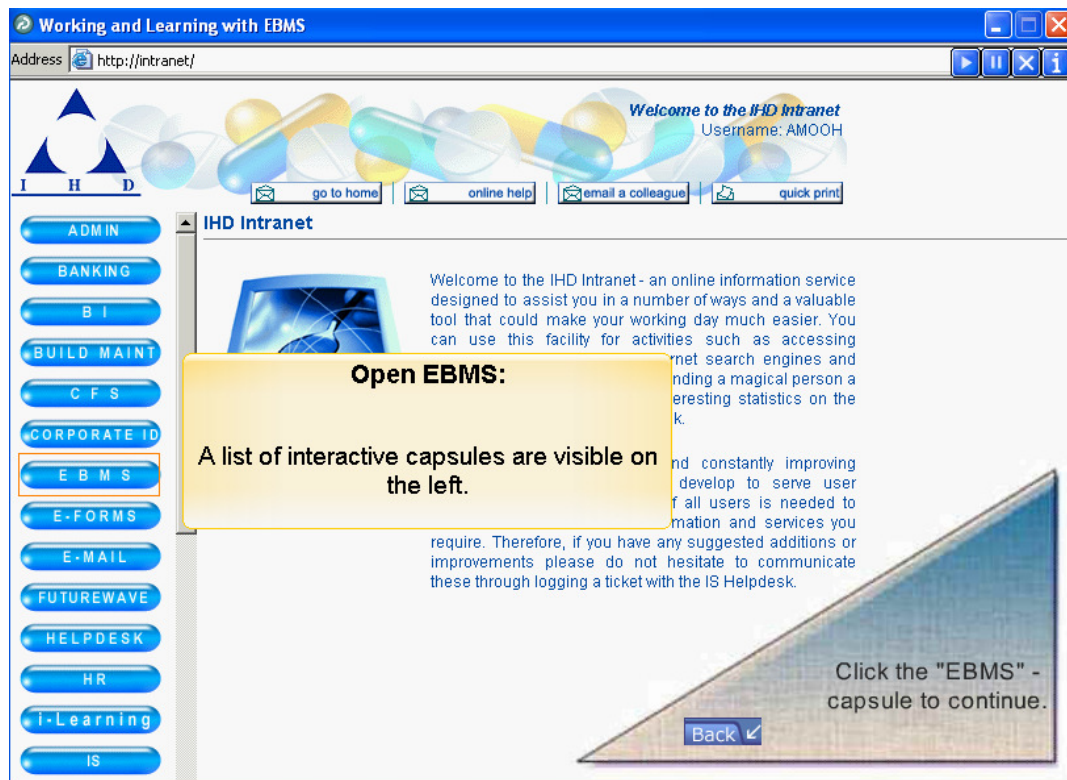 Working and Learning with EBMS
Address http://intranet/
Welcome to the IHD Intranet
Username: AMOOH
I H D
go to home online help email a colleague quick print
IHD Intranet
ADMIN
BANKING
B I
BUILD MAINT
C F S
CORPORATE ID
E B M S
E-FORMS
E-MAIL
FUTUREWAVE
HELPDESK
HR
i-Learning
IS
Welcome to the IHD Intranet - an online information service
designed to assist you in a number of ways and a valuable
tool that could make your working day much easier. You
can use this facility for activities such as accessing
rnet search engines and
nding a magical person a
eresting statistics on the
k.
nd constantly improving
develop to serve user
f all users is needed to
mation and services you
require. Therefore, if you have any suggested additions or
improvements please do not hesitate to communicate
these through logging a ticket with the IS Helpdesk.
Open EBMS:
A list of interactive capsules are visible on
the left.
Click the "EBMS" -
capsule to continue.
Back